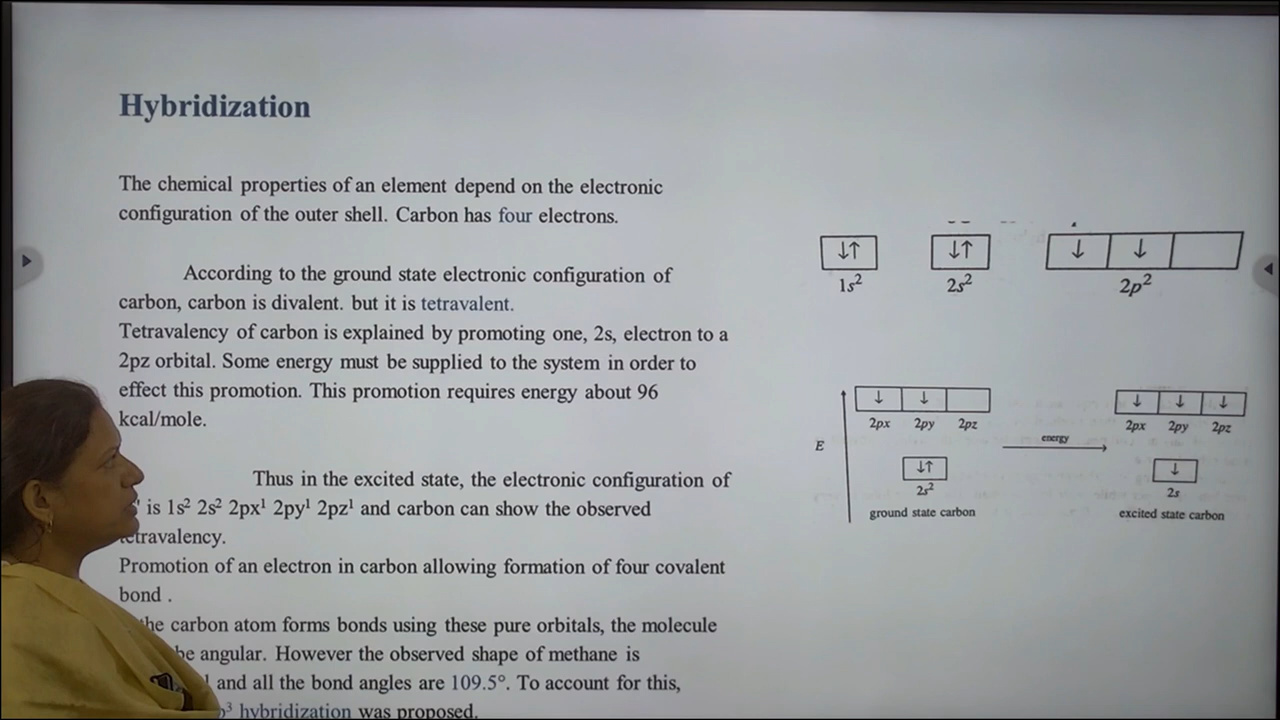 Hybridization
The chemical properties of an element depend on the electronic
configuration of the outer shell. Carbon has four electrons.
According to the ground state electronic configuration of
carbon, carbon is divalent. but it is tetravalent.
Tetravalency of carbon is explained by promoting one, 2s, electron to a
2pz orbital. Some energy must be supplied to the system in order to
effect this promotion. This promotion requires energy about 96
kcal/mole.
Thus in the excited state, the electronic configuration of
is 1s² 2s² 2px¹ 2py¹ 2pz¹ and carbon can show the observed
tetravalency.
Promotion of an electron in carbon allowing formation of four covalent
bond .
the carbon atom forms bonds using these pure orbitals, the molecule
be angular. However the observed shape of methane is
and all the bond angles are 109.5°. To account for this,
hybridization was proposed.
↓↑ ↓↑ ↓ ↓
1s² 2s² 2p²
↓ ↓
2px 2py 2pz
E
↓↑
2s²
ground state carbon
energy
↓ ↓ ↓
2px 2py 2pz
↓
2s
excited state carbon